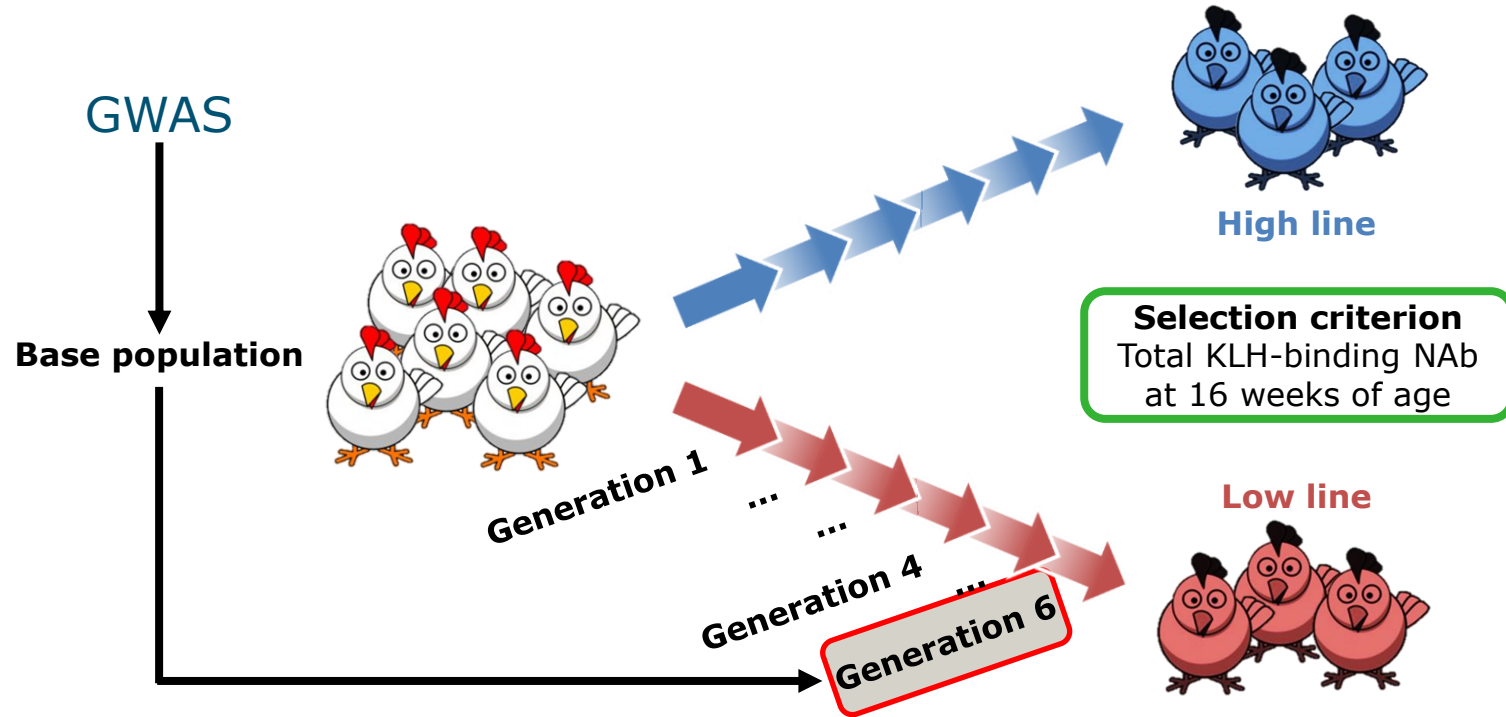 GWAS
Base population
High line
Selection criterion
Total KLH-binding NAb
at 16 weeks of age
Generation 1
...
...
Generation 4
...
Generation 6
Low line